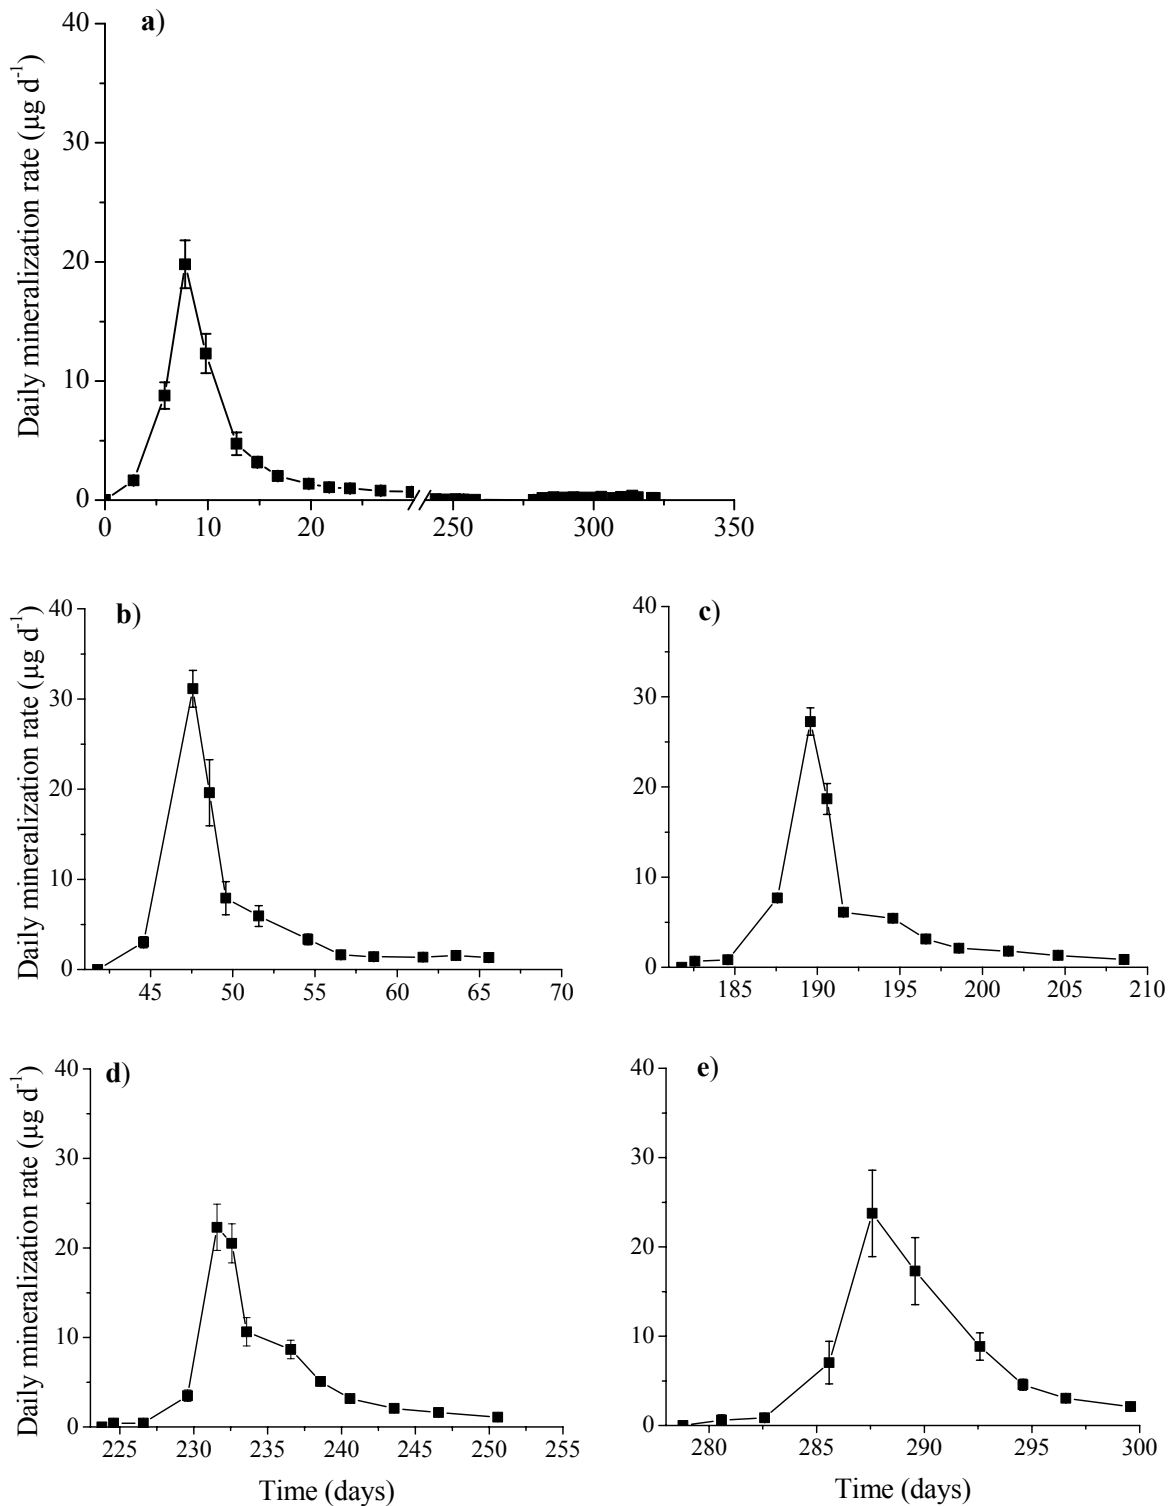 a)
40
30
20
10
0
Daily mineralization rate (µg d⁻¹)
0 10 20 250 300 350
b)
40
30
20
10
0
Daily mineralization rate (µg d⁻¹)
45 50 55 60 65 70
c)
40
30
20
10
0
185 190 195 200 205 210
d)
40
30
20
10
0
Daily mineralization rate (µg d⁻¹)
225 230 235 240 245 250 255
Time (days)
e)
40
30
20
10
0
280 285 290 295 300
Time (days)